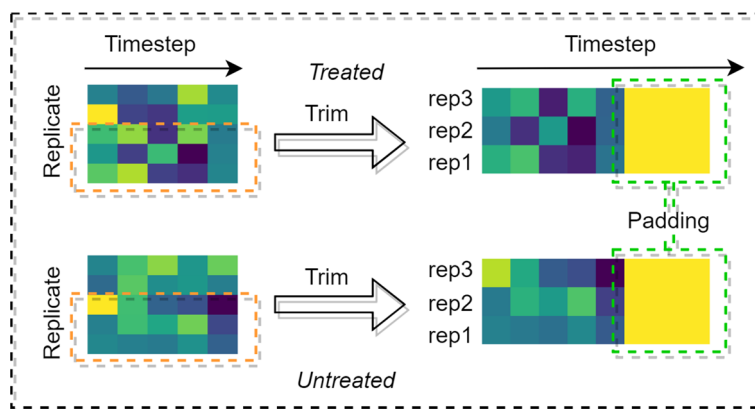 Timestep
Treated
Timestep
Replicate
Trim
rep3
rep2
rep1
Padding
Replicate
Trim
rep3
rep2
rep1
Untreated